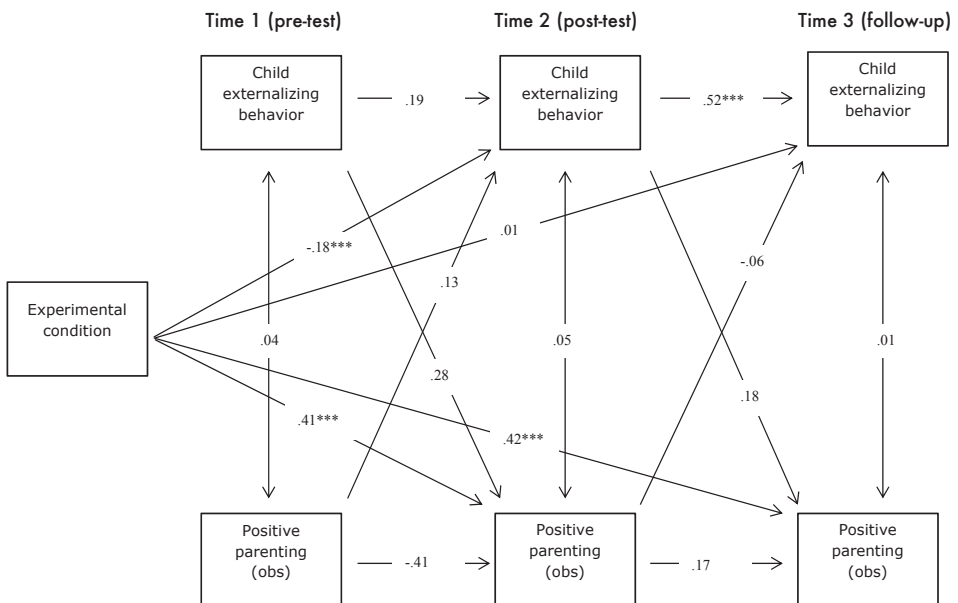 Time 1 (pre-test)
Time 2 (post-test)
Time 3 (follow-up)
Child
externalizing
behavior
.19
Child
externalizing
behavior
.52***
Child
externalizing
behavior
-.18***
.01
.13
-.06
Experimental
condition
.04
.05
.01
.28
.18
.41***
.42***
Positive
parenting
(obs)
-.41
Positive
parenting
(obs)
.17
Positive
parenting
(obs)